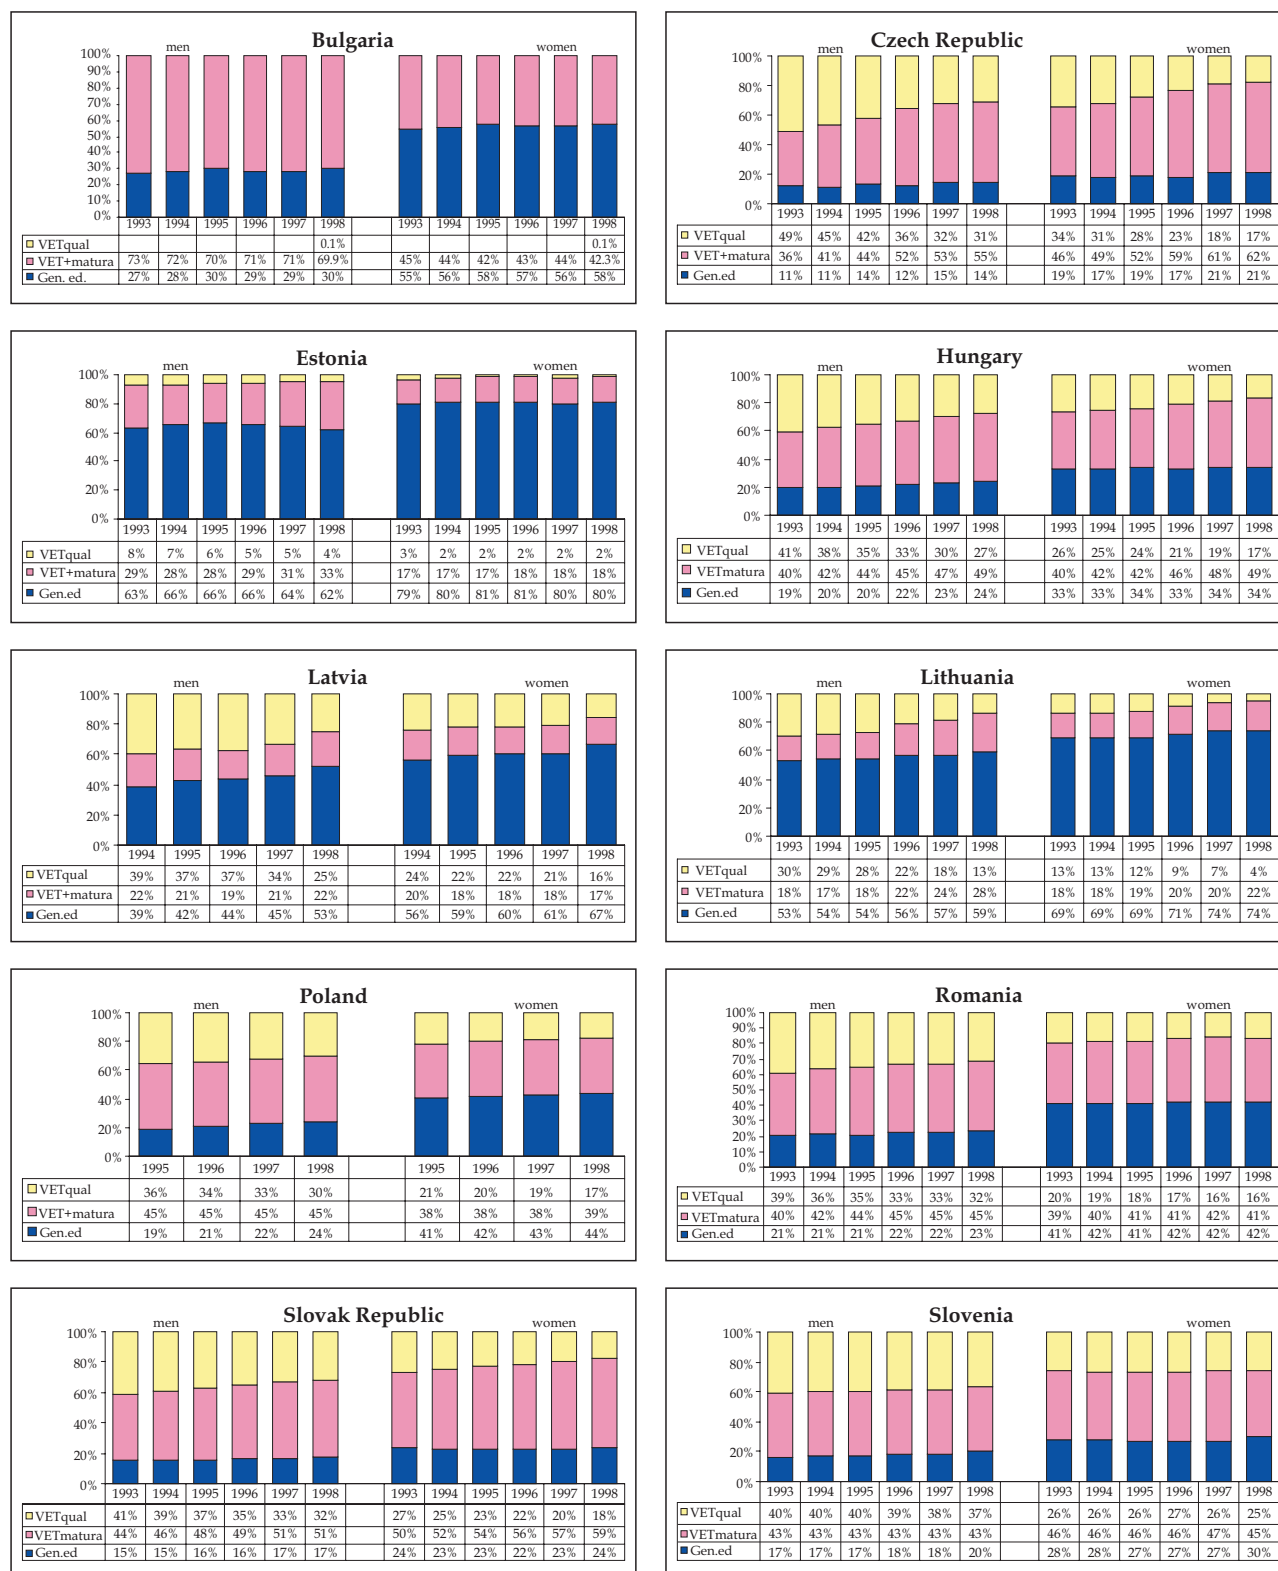 Bulgaria
men women
100%
90%
80%
70%
60%
50%
40%
30%
20%
10%
0%
1993 1994 1995 1996 1997 1998 1993 1994 1995 1996 1997 1998
VETqual 0.1% 0.1%
VET+matura 73% 72% 70% 71% 71% 69.9% 45% 44% 42% 43% 44% 42.3%
Gen. ed. 27% 28% 30% 29% 29% 30% 55% 56% 58% 57% 56% 58%
Czech Republic
men women
100%
80%
60%
40%
20%
0%
1993 1994 1995 1996 1997 1998 1993 1994 1995 1996 1997 1998
VETqual 49% 45% 42% 36% 32% 31% 34% 31% 28% 23% 18% 17%
VET+matura 36% 41% 44% 52% 53% 55% 46% 49% 52% 59% 61% 62%
Gen.ed 11% 11% 14% 12% 15% 14% 19% 17% 19% 17% 21% 21%
Estonia
men women
100%
80%
60%
40%
20%
0%
1993 1994 1995 1996 1997 1998 1993 1994 1995 1996 1997 1998
VETqual 8% 7% 6% 5% 5% 4% 3% 2% 2% 2% 2% 2%
VET+matura 29% 28% 28% 29% 31% 33% 17% 17% 17% 18% 18% 18%
Gen.ed 63% 66% 66% 66% 64% 62% 79% 80% 81% 81% 80% 80%
Hungary
men women
100%
80%
60%
40%
20%
0%
1993 1994 1995 1996 1997 1998 1993 1994 1995 1996 1997 1998
VETqual 41% 38% 35% 33% 30% 27% 26% 25% 24% 21% 19% 17%
VETmatura 40% 42% 44% 45% 47% 49% 40% 42% 42% 46% 48% 49%
Gen.ed 19% 20% 20% 22% 23% 24% 33% 33% 34% 33% 34% 34%
Latvia
men women
100%
80%
60%
40%
20%
0%
1994 1995 1996 1997 1998 1994 1995 1996 1997 1998
VETqual 39% 37% 37% 34% 25% 24% 22% 22% 21% 16%
VET+matura 22% 21% 19% 21% 22% 20% 18% 18% 18% 17%
Gen.ed 39% 42% 44% 45% 53% 56% 59% 60% 61% 67%
Lithuania
men women
100%
80%
60%
40%
20%
0%
1993 1994 1995 1996 1997 1998 1993 1994 1995 1996 1997 1998
VETqual 30% 29% 28% 22% 18% 13% 13% 13% 12% 9% 7% 4%
VETmatura 18% 17% 18% 22% 24% 28% 18% 18% 19% 20% 20% 22%
Gen.ed 53% 54% 54% 56% 57% 59% 69% 69% 69% 71% 74% 74%
Poland
men women
100%
80%
60%
40%
20%
0%
1995 1996 1997 1998 1995 1996 1997 1998
VETqual 36% 34% 33% 30% 21% 20% 19% 17%
VET+matura 45% 45% 45% 45% 38% 38% 38% 39%
Gen.ed 19% 21% 22% 24% 41% 42% 43% 44%
Romania
men women
100%
90%
80%
70%
60%
50%
40%
30%
20%
10%
0%
1993 1994 1995 1996 1997 1998 1993 1994 1995 1996 1997 1998
VETqual 39% 36% 35% 33% 33% 32% 20% 19% 18% 17% 16% 16%
VETmatura 40% 42% 44% 45% 45% 45% 39% 40% 41% 41% 42% 41%
Gen.ed 21% 21% 21% 22% 22% 23% 41% 42% 41% 42% 42% 42%
Slovak Republic
men women
100%
80%
60%
40%
20%
0%
1993 1994 1995 1996 1997 1998 1993 1994 1995 1996 1997 1998
VETqual 41% 39% 37% 35% 33% 32% 27% 25% 23% 22% 20% 18%
VETmatura 44% 46% 48% 49% 51% 51% 50% 52% 54% 56% 57% 59%
Gen.ed 15% 15% 16% 16% 17% 17% 24% 23% 23% 22% 23% 24%
Slovenia
men women
100%
80%
60%
40%
20%
0%
1993 1994 1995 1996 1997 1998 1993 1994 1995 1996 1997 1998
VETqual 40% 40% 40% 39% 38% 37% 26% 26% 26% 27% 26% 25%
VETmatura 43% 43% 43% 43% 43% 43% 46% 46% 46% 46% 47% 45%
Gen.ed 17% 17% 17% 18% 18% 20% 28% 28% 27% 27% 27% 30%